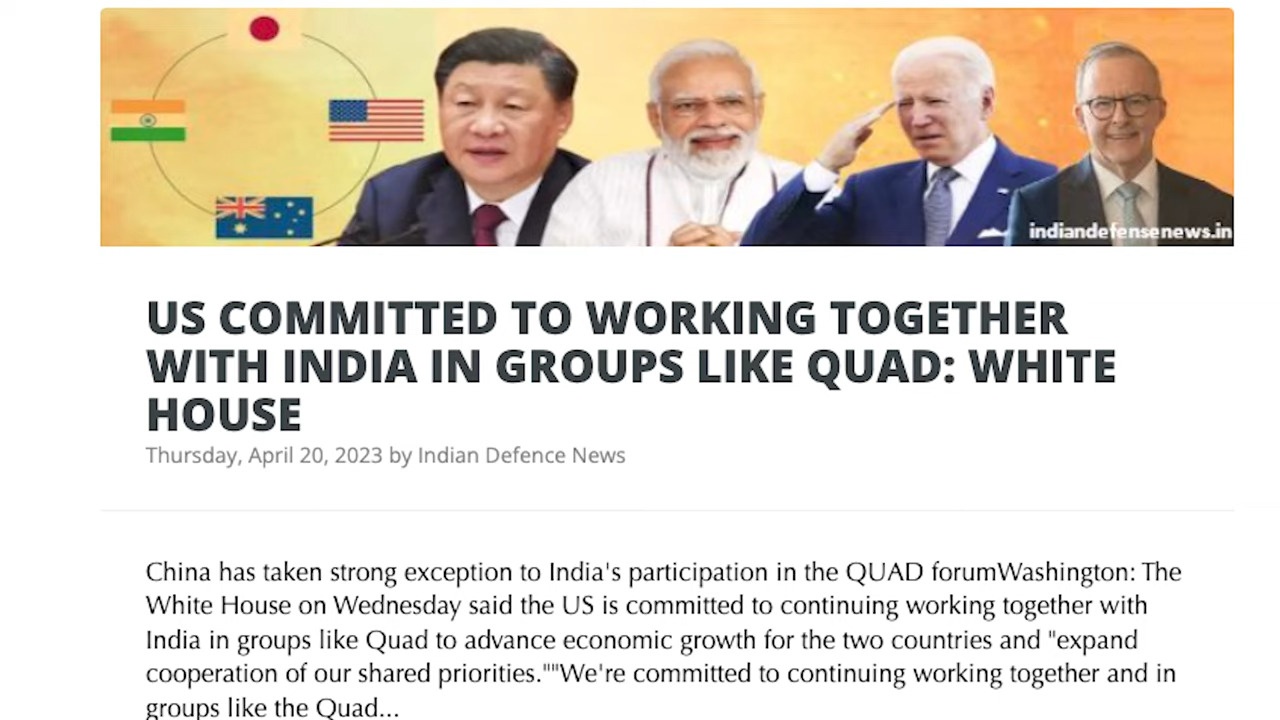 indiandefensenews.in
US COMMITTED TO WORKING TOGETHER
WITH INDIA IN GROUPS LIKE QUAD: WHITE
HOUSE
Thursday, April 20, 2023 by Indian Defence News
China has taken strong exception to India's participation in the QUAD forumWashington: The
White House on Wednesday said the US is committed to continuing working together with
India in groups like Quad to advance economic growth for the two countries and "expand
cooperation of our shared priorities.""We're committed to continuing working together and in
groups like the Quad...